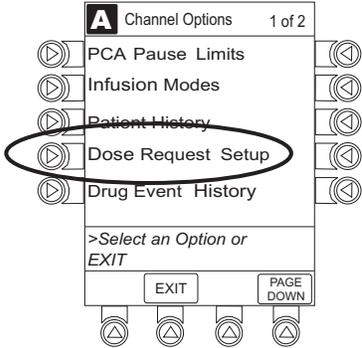 A Channel Options 1 of 2
PCA Pause Limits
Infusion Modes
Patient History
Dose Request Setup
Drug Event History
>Select an Option or
EXIT
EXIT
PAGE
DOWN